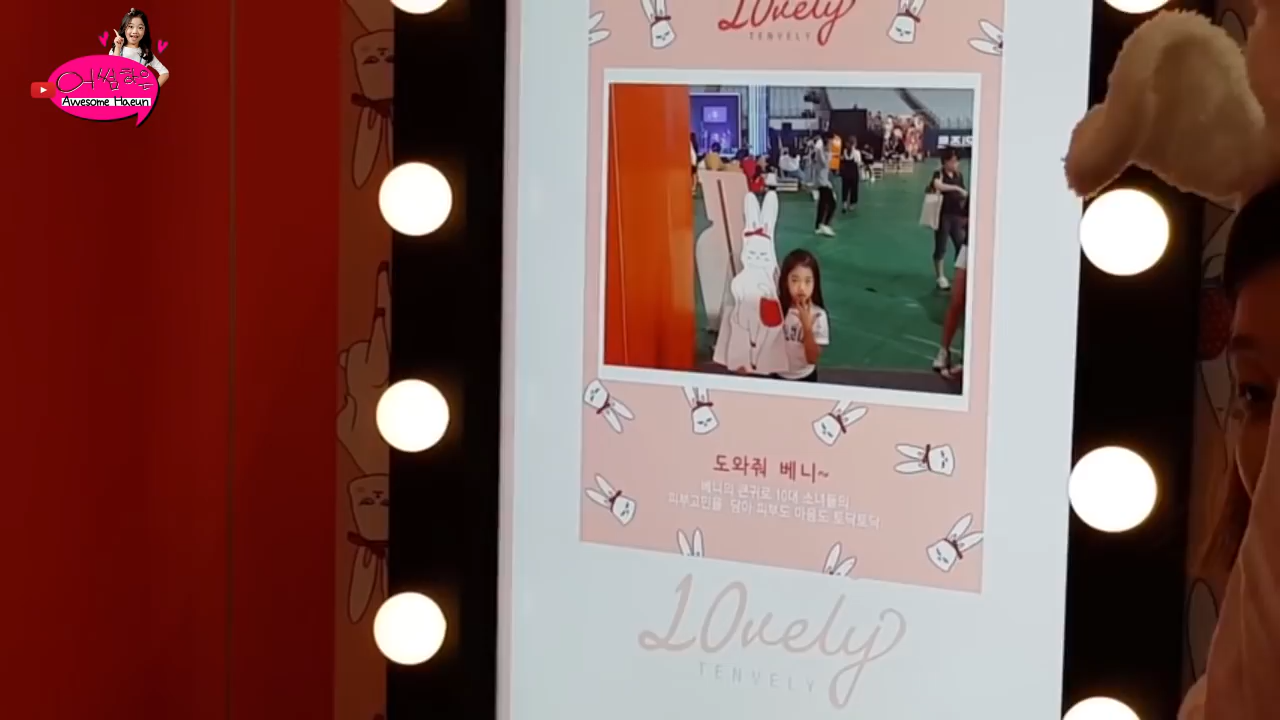 어썸하은
Awesome Haeun
LOvely
TENVELY
도와줘 베니~
베니의 큰귀로 10대 소녀들의
피부고민을 담아 피부도 마음도 토닥토닥
LOvely
TENVELY